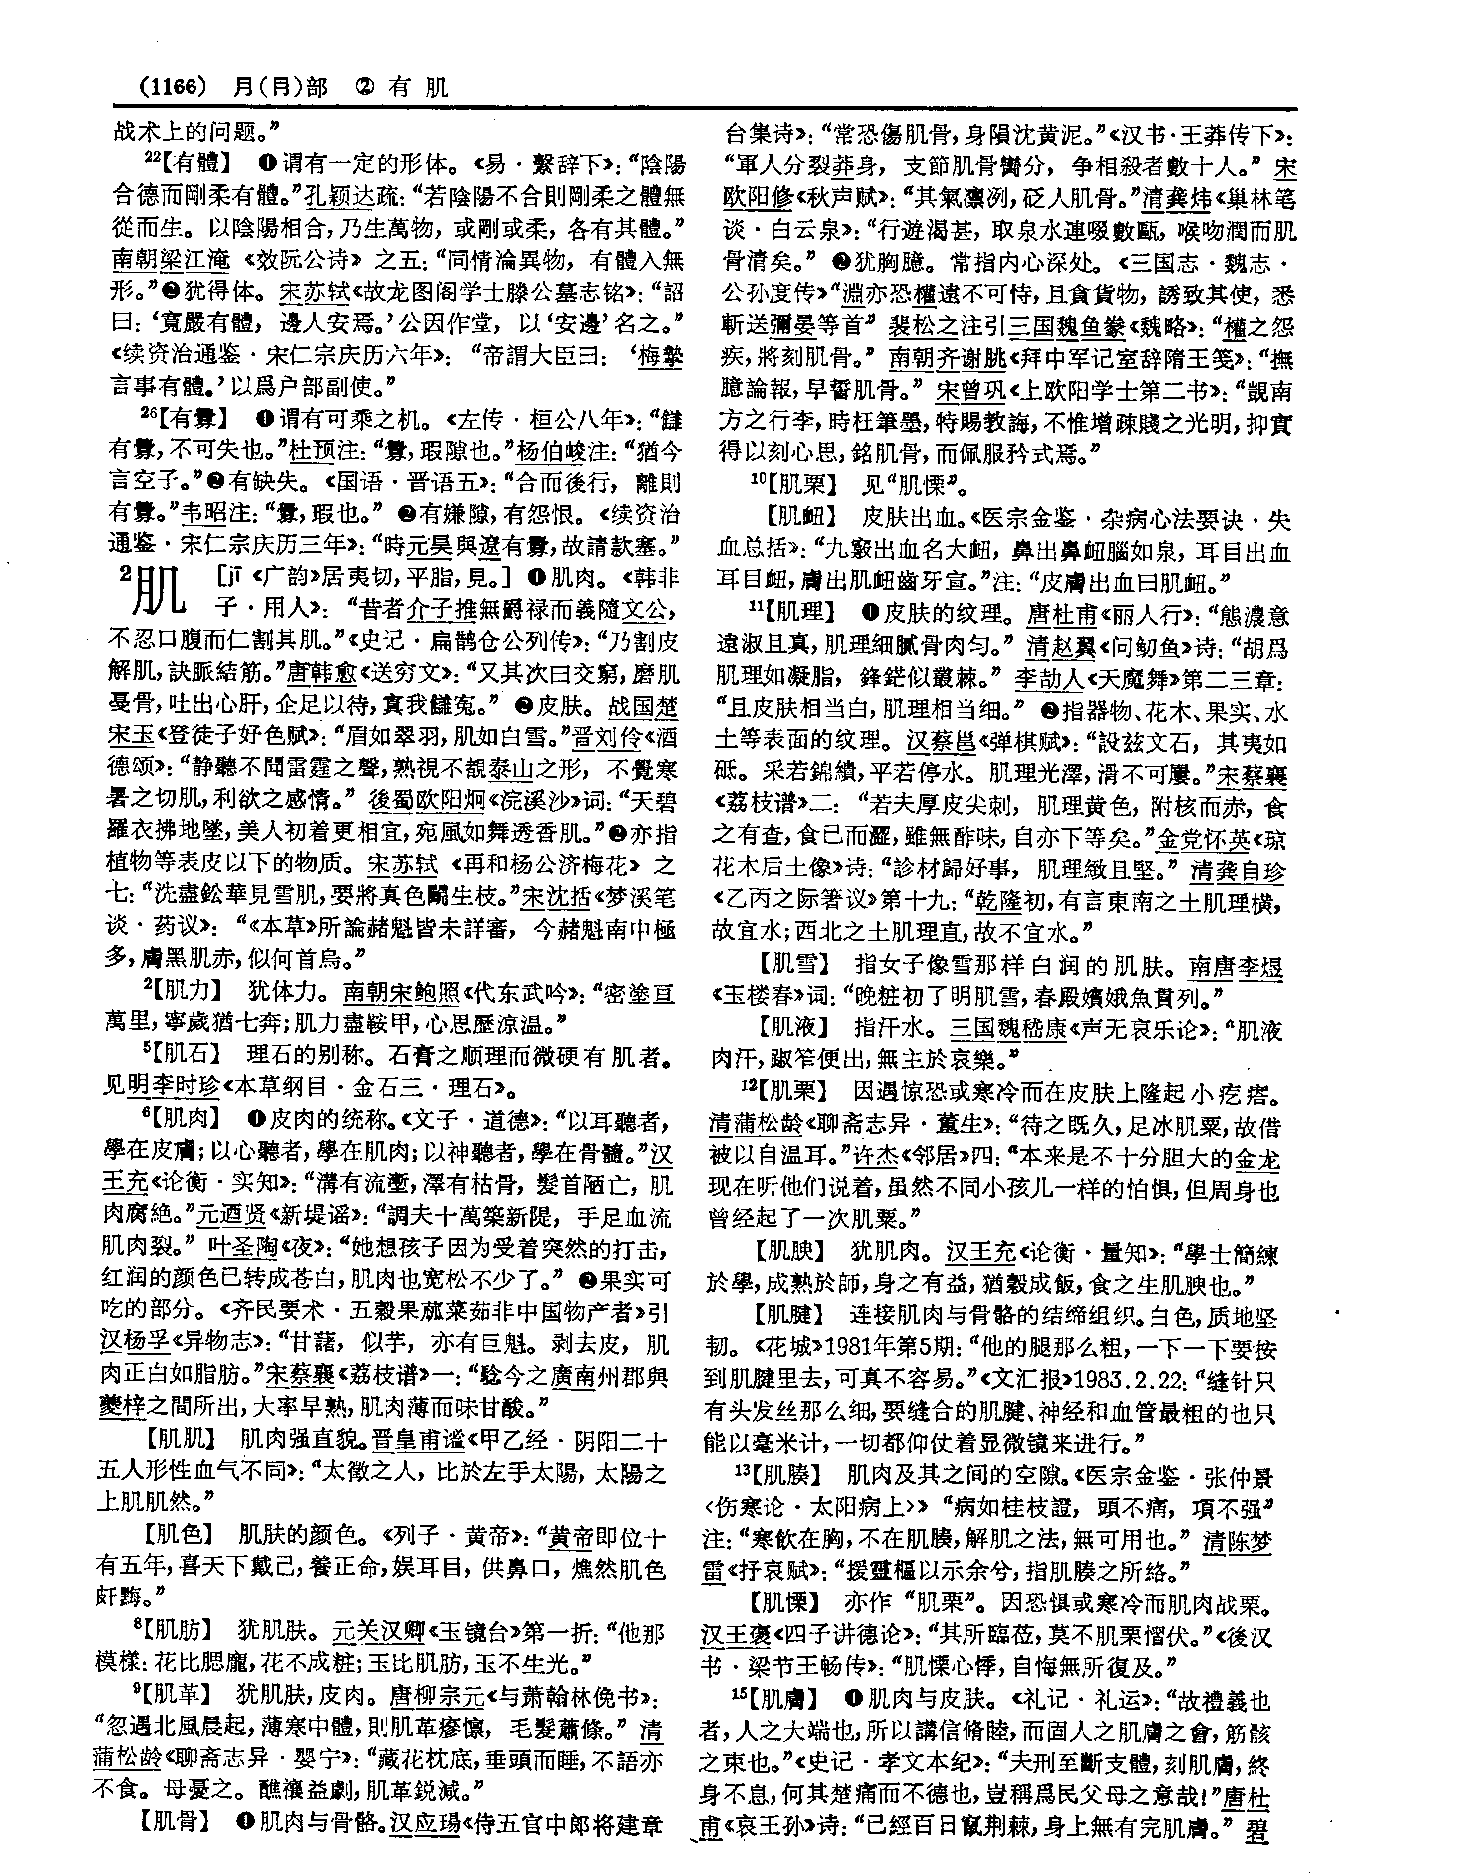 (1166) 月(月)部 ② 有 肌
战术上的问题。”
22【有體】 ❶谓有一定的形体。《易·繫辞下》：“陰陽
合德而剛柔有體。”孔颖达疏：“若陰陽不合則剛柔之體無
從而生。以陰陽相合，乃生萬物，或剛或柔，各有其體。”
南朝梁江淹《效阮公诗》之五：“同情淪異物，有體入無
形。”❷犹得体。宋苏轼《故龙图阁学士滕公墓志铭》：“詔
曰：‘寬嚴有體，邊人安焉。’公因作堂，以‘安邊’名之。”
《续资治通鉴·宋仁宗庆历六年》：“帝謂大臣曰：‘梅摯
言事有體。’以爲户部副使。”
26【有釁】 ❶谓有可乘之机。《左传·桓公八年》：“讎
有釁，不可失也。”杜预注：“釁，瑕隙也。”杨伯峻注：“猶今
言空子。”❷有缺失。《国语·晋语五》：“合而後行，離則
有釁。”韦昭注：“釁，瑕也。” ❸有嫌隙，有怨恨。《续资治
通鉴·宋仁宗庆历三年》：“時元昊與遼有釁，故請款塞。”
2肌 [jī《广韵》居夷切，平脂，見。] ❶肌肉。《韩非
子·用人》：“昔者介子推無爵禄而義隨文公，
不忍口腹而仁割其肌。”《史记·扁鹊仓公列传》：“乃割皮
解肌，訣脈結筋。”唐韩愈《送穷文》：“又其次曰交窮，磨肌
戛骨，吐出心肝，企足以待，寘我讎冤。” ❷皮肤。战国楚
宋玉《登徒子好色赋》：“眉如翠羽，肌如白雪。”晋刘伶《酒
德颂》：“静聽不聞雷霆之聲，熟視不覩泰山之形，不覺寒
暑之切肌，利欲之感情。” 後蜀欧阳炯《浣溪沙》词：“天碧
羅衣拂地墜，美人初着更相宜，宛風如舞透香肌。”❸亦指
植物等表皮以下的物质。宋苏轼《再和杨公济梅花》之
七：“洗盡鈆華見雪肌，要將真色鬭生枝。”宋沈括《梦溪笔
谈·药议》：“《本草》所論赭魁皆未詳審，今赭魁南中極
多，膚黑肌赤，似何首烏。”
2【肌力】 犹体力。南朝宋鲍照《代东武吟》：“密塗亘
萬里，寧歲猶七奔；肌力盡鞍甲，心思歷涼温。”
5【肌石】 理石的别称。石膏之顺理而微硬有肌者。
见明李时珍《本草纲目·金石三·理石》。
6【肌肉】 ❶皮肉的统称。《文子·道德》：“以耳聽者，
學在皮膚；以心聽者，學在肌肉；以神聽者，學在骨髓。”汉
王充《论衡·实知》：“溝有流壍，澤有枯骨，髮首陋亡，肌
肉腐絶。”元迺贤《新堤谣》：“調夫十萬築新隄，手足血流
肌肉裂。” 叶圣陶《夜》：“她想孩子因为受着突然的打击，
红润的颜色已转成苍白，肌肉也宽松不少了。” ❷果实可
吃的部分。《齐民要术·五穀果蓏菜茹非中国物产者》引
汉杨孚《异物志》：“甘藷，似芋，亦有巨魁。剥去皮，肌
肉正白如脂肪。”宋蔡襄《荔枝谱》一：“騐今之廣南州郡與
夔梓之間所出，大率早熟，肌肉薄而味甘酸。”
【肌肌】 肌肉强直貌。晋皇甫谧《甲乙经·阴阳二十
五人形性血气不同》：“太徵之人，比於左手太陽，太陽之
上肌肌然。”
【肌色】 肌肤的颜色。《列子·黄帝》：“黄帝即位十
有五年，喜天下戴己，養正命，娱耳目，供鼻口，燋然肌色
皯黣。”
8【肌肪】 犹肌肤。元关汉卿《玉镜台》第一折：“他那
模樣：花比腮龐，花不成粧；玉比肌肪，玉不生光。”
9【肌革】 犹肌肤，皮肉。唐柳宗元《与萧翰林俛书》：
“忽遇北風晨起，薄寒中體，則肌革瘮懍，毛髮蕭條。” 清
蒲松龄《聊斋志异·婴宁》：“藏花枕底，垂頭而睡，不語亦
不食。母憂之。醮禳益劇，肌革鋭減。”
【肌骨】 ❶肌肉与骨骼。汉应玚《侍五官中郎将建章
台集诗》：“常恐傷肌骨，身隕沈黄泥。”《汉书·王莽传下》：
“軍人分裂莽身，支節肌骨臠分，争相殺者數十人。” 宋
欧阳修《秋声赋》：“其氣凛冽，砭人肌骨。”清龚炜《巢林笔
谈·白云泉》：“行遊渴甚，取泉水連啜數甌，喉吻潤而肌
骨清矣。” ❷犹胸臆。常指内心深处。《三国志·魏志·
公孙度传》“淵亦恐權遠不可恃，且貪貨物，誘致其使，悉
斬送彌晏等首” 裴松之注引三国魏鱼豢《魏略》：“權之怨
疾，將刻肌骨。” 南朝齐谢朓《拜中军记室辞隋王笺》：“撫
臆論報，早誓肌骨。” 宋曾巩《上欧阳学士第二书》：“覬南
方之行李，時枉筆墨，特賜教誨，不惟增疎賤之光明，抑實
得以刻心思，銘肌骨，而佩服矜式焉。”
10【肌栗】 见“肌慄”。
【肌衄】 皮肤出血。《医宗金鉴·杂病心法要诀·失
血总括》：“九竅出血名大衄，鼻出鼻衄腦如泉，耳目出血
耳目衄，膚出肌衄齒牙宣。”注：“皮膚出血曰肌衄。”
11【肌理】 ❶皮肤的纹理。唐杜甫《丽人行》：“態濃意
遠淑且真，肌理細膩骨肉匀。” 清赵翼《问蚏鱼》诗：“胡爲
肌理如凝脂，鋒鋩似叢棘。” 李劼人《天魔舞》第二三章：
“且皮肤相当白，肌理相当细。” ❷指器物、花木、果实、水
土等表面的纹理。汉蔡邕《弹棋赋》：“設兹文石，其夷如
砥。采若錦繢，平若停水。肌理光澤，滑不可屢。”宋蔡襄
《荔枝谱》二：“若夫厚皮尖刺，肌理黄色，附核而赤，食
之有查，食已而澀，雖無酢味，自亦下等矣。”金党怀英《琼
花木后土像》诗：“診材歸好事，肌理緻且堅。” 清龚自珍
《乙丙之际箸议》第十九：“乾隆初，有言東南之土肌理横，
故宜水；西北之土肌理直，故不宜水。”
【肌雪】 指女子像雪那样白润的肌肤。南唐李煜
《玉楼春》词：“晚粧初了明肌雪，春殿嬪娥魚貫列。”
【肌液】 指汗水。三国魏嵇康《声无哀乐论》：“肌液
肉汗，踧笮便出，無主於哀樂。”
12【肌粟】 因遇惊恐或寒冷而在皮肤上隆起小疙瘩。
清蒲松龄《聊斋志异·董生》：“待之既久，足冰肌粟，故借
被以自温耳。”许杰《邻居》四：“本来是不十分胆大的金龙
现在听他们说着，虽然不同小孩儿一样的怕惧，但周身也
曾经起了一次肌粟。”
【肌腴】 犹肌肉。汉王充《论衡·量知》：“學士簡練
於學，成熟於師，身之有益，猶穀成飯，食之生肌腴也。”
【肌腱】 连接肌肉与骨骼的结缔组织。白色，质地坚
韧。《花城》1981年第5期：“他的腿那么粗，一下一下要按
到肌腱里去，可真不容易。”《文汇报》1983.2.22：“缝针只
有头发丝那么细，要缝合的肌腱、神经和血管最粗的也只
能以毫米计，一切都仰仗着显微镜来进行。”
13【肌腠】 肌肉及其之间的空隙。《医宗金鉴·张仲景
〈伤寒论·太阳病上〉》“病如桂枝證，頭不痛，項不强”
注：“寒飲在胸，不在肌腠，解肌之法，無可用也。” 清陈梦
雷《抒哀赋》：“援靈樞以示余兮，指肌腠之所絡。”
【肌慄】 亦作“肌栗”。因恐惧或寒冷而肌肉战栗。
汉王褒《四子讲德论》：“其所臨莅，莫不肌栗慴伏。”《後汉
书·梁节王畅传》：“肌慄心悸，自悔無所復及。”
15【肌膚】 ❶肌肉与皮肤。《礼记·礼运》：“故禮義也
者，人之大端也，所以講信脩睦，而固人之肌膚之會，筋骸
之束也。”《史记·孝文本纪》：“夫刑至斷支體，刻肌膚，終
身不息，何其楚痛而不德也，豈稱爲民父母之意哉！”唐杜
甫《哀王孙》诗：“已經百日竄荆棘，身上無有完肌膚。” 碧